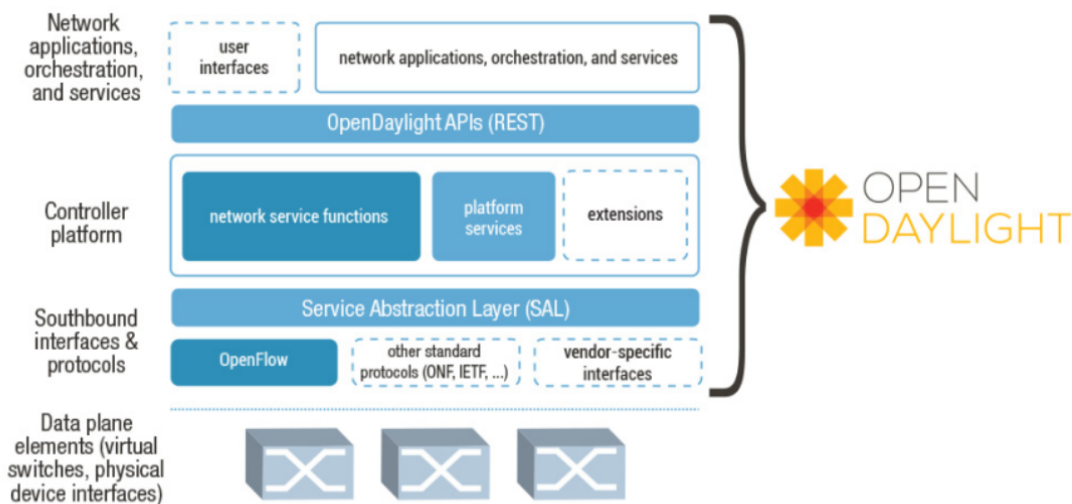 Network
applications,
orchestration,
and services
user
interfaces
network applications, orchestration, and services
OpenDaylight APIs (REST)
Controller
platform
network service functions
platform
services
extensions
OPEN
DAYLIGHT
Southbound
interfaces &
protocols
Service Abstraction Layer (SAL)
OpenFlow
other standard
protocols (ONF, IETF, ...)
vendor-specific
interfaces
Data plane
elements (virtual
switches, physical
device interfaces)